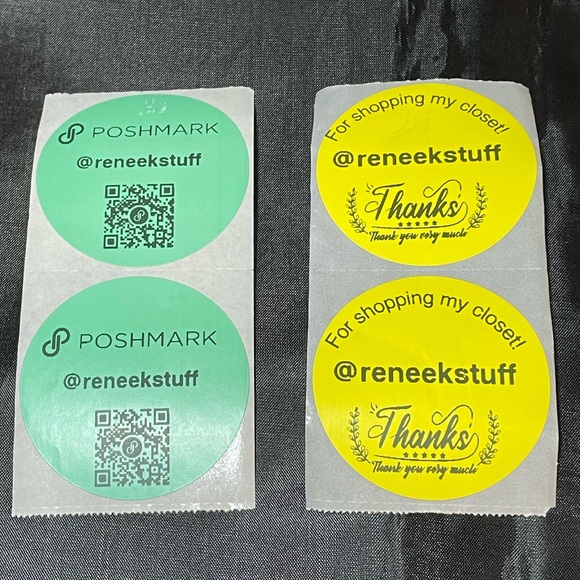 POSHMARK
@reneekstuff
POSHMARK
@reneekstuff
For shopping my closet!
@reneekstuff
Thanks
Thank you very much
For shopping my closet!
@reneekstuff
Thanks
Thank you very much